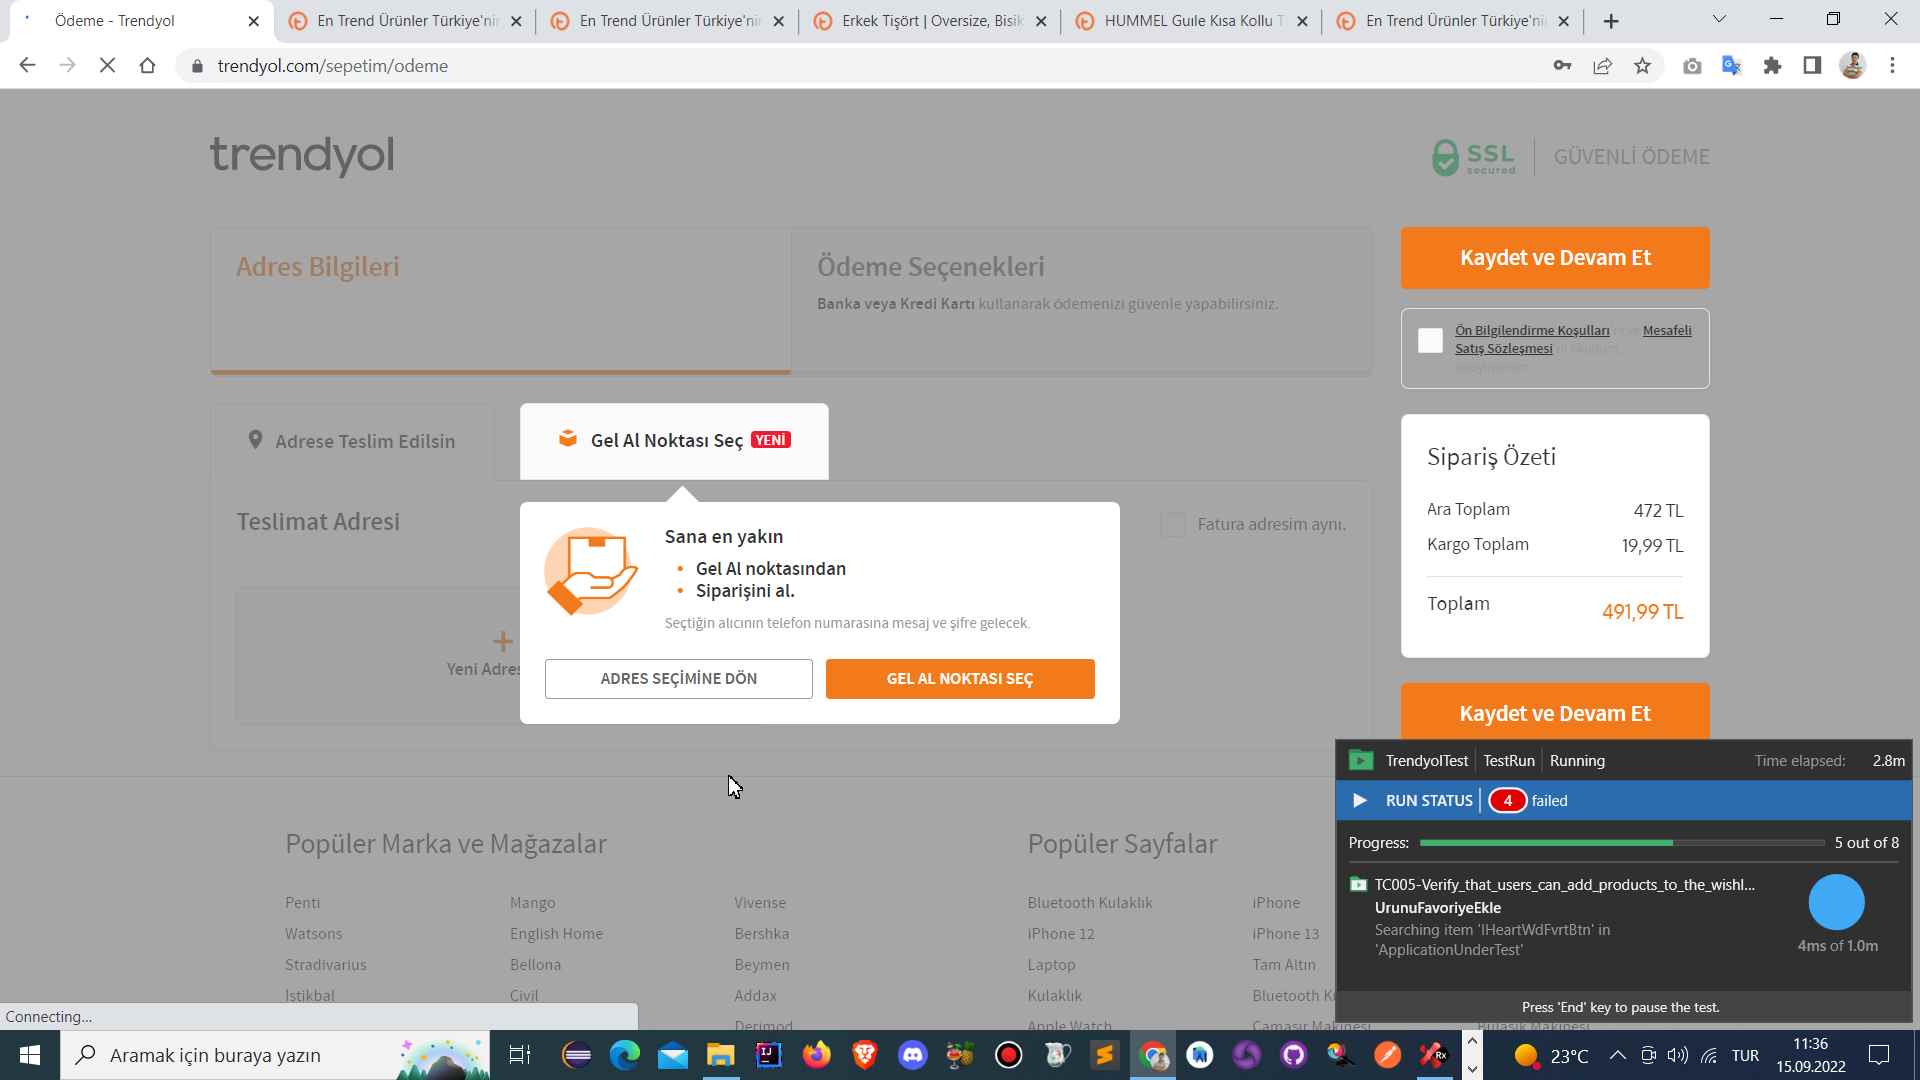 Ödeme - Trendyol
En Trend Ürünler Türkiye'nin
En Trend Ürünler Türkiye'nin
Erkek Tişört | Oversize, Bisik
HUMMEL Guıle Kısa Kollu T
En Trend Ürünler Türkiye'nin
trendyol.com/sepetim/odeme
trendyol
SSL
secured
GÜVENLİ ÖDEME
Adres Bilgileri
Ödeme Seçenekleri
Banka veya Kredi Kartı kullanarak ödemenizi güvenle yapabilirsiniz.
Kaydet ve Devam Et
Ön Bilgilendirme Koşulları
Mesafeli
Satış Sözleşmesi
Adrese Teslim Edilsin
Gel Al Noktası Seç YENİ
Sipariş Özeti
Ara Toplam 472 TL
Kargo Toplam 19,99 TL
Toplam 491,99 TL
Teslimat Adresi
Fatura adresim aynı.
Sana en yakın
• Gel Al noktasından
• Siparişini al.
Seçtiğin alıcının telefon numarasına mesaj ve şifre gelecek.
Yeni Adres
ADRES SEÇİMİNE DÖN
GEL AL NOKTASI SEÇ
Kaydet ve Devam Et
TrendyolTest TestRun Running Time elapsed: 2.8m
RUN STATUS 4 failed
Progress: 5 out of 8
TC005-Verify_that_users_can_add_products_to_the_wishl...
UrunuFavoriyeEkle
Searching item 'IHeartWdFvrtBtn' in
'ApplicationUnderTest'
4ms of 1.0m
Press 'End' key to pause the test.
Popüler Marka ve Mağazalar
Popüler Sayfalar
Penti Mango Vivense Bluetooth Kulaklık iPhone
Watsons English Home Bershka iPhone 12 iPhone 13
Stradivarius Bellona Beymen Laptop Tam Altın
İstikbal Civil Addax Kulaklık Bluetooth
Derimod Apple Watch Çamaşır Makinesi Bulaşık Makinesi
Connecting...
Aramak için buraya yazın
23°C
TUR
11:36
15.09.2022